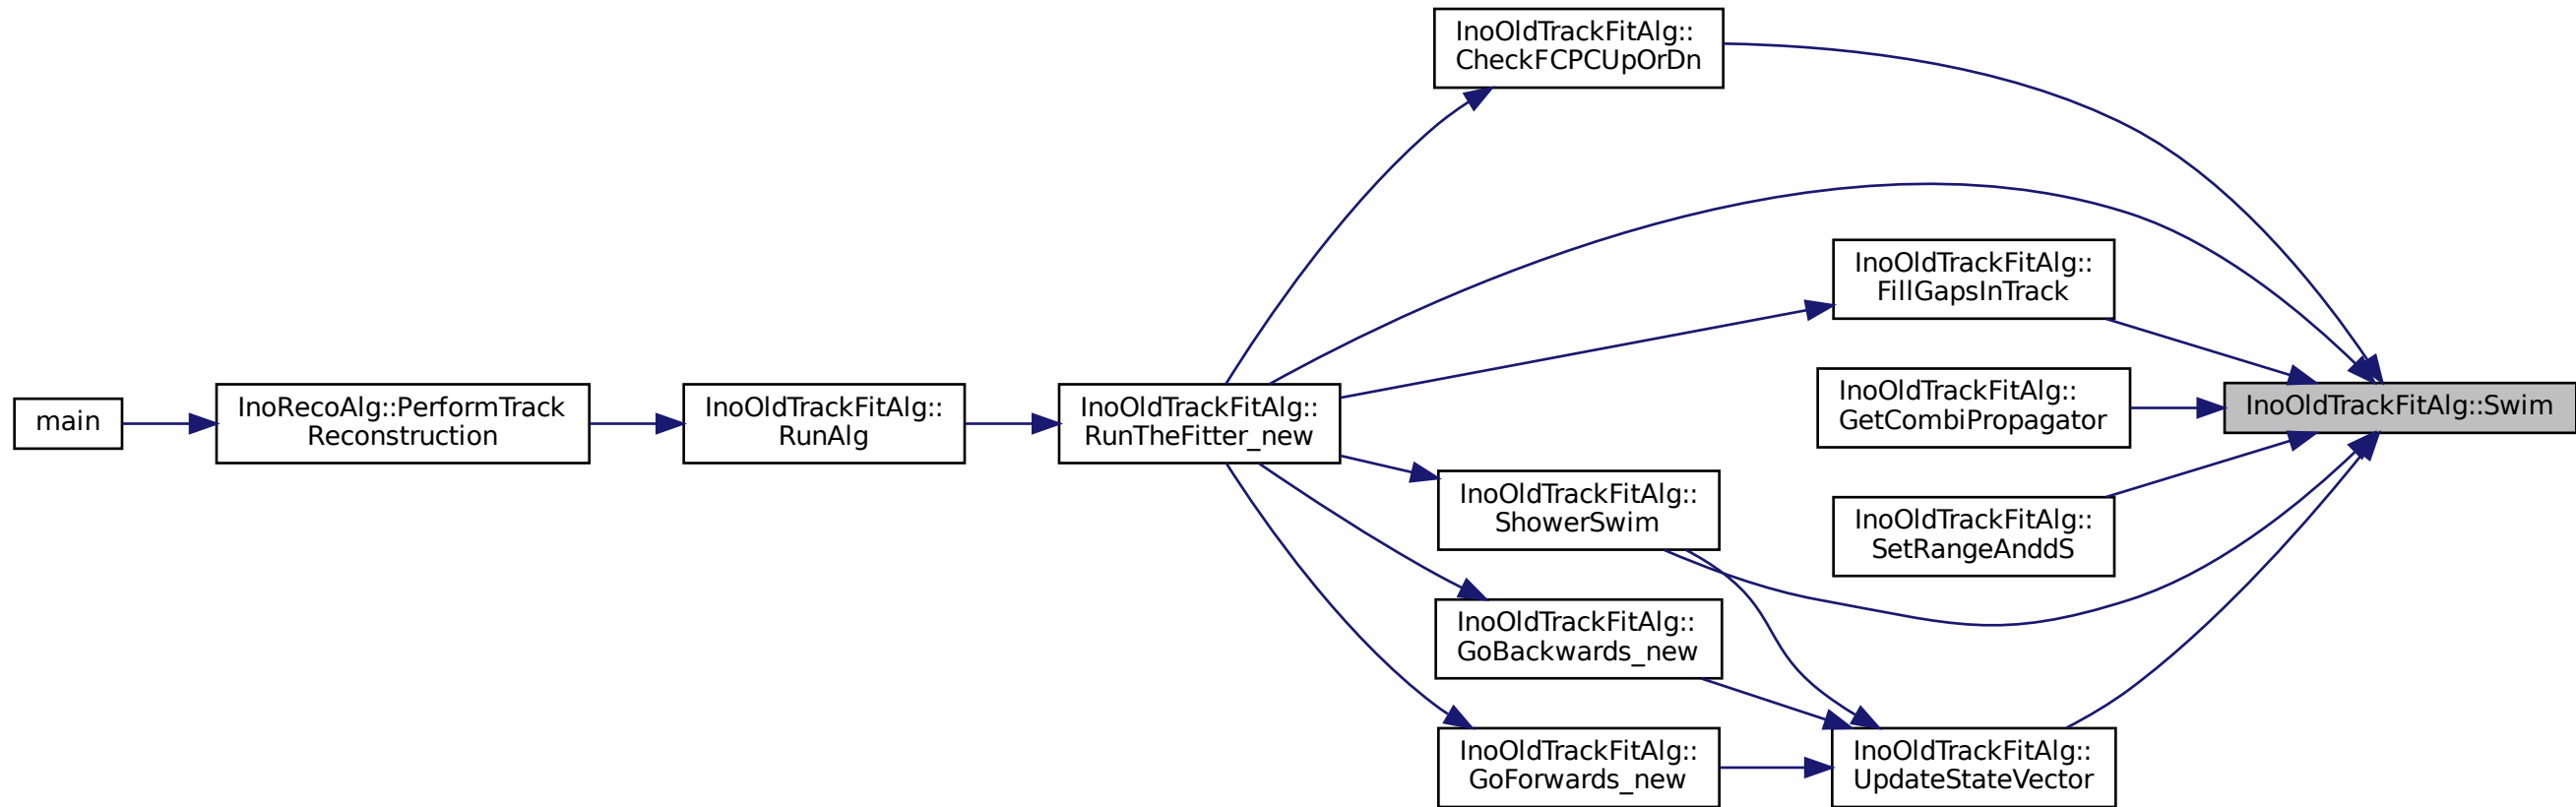 main
InoRecoAlg::PerformTrack
Reconstruction
InoOldTrackFitAlg::
RunAlg
InoOldTrackFitAlg::
RunTheFitter_new
InoOldTrackFitAlg::
CheckFCPCUpOrDn
InoOldTrackFitAlg::
FillGapsInTrack
InoOldTrackFitAlg::
GetCombiPropagator
InoOldTrackFitAlg::Swim
InoOldTrackFitAlg::
ShowerSwim
InoOldTrackFitAlg::
SetRangeAnddS
InoOldTrackFitAlg::
GoBackwards_new
InoOldTrackFitAlg::
GoForwards_new
InoOldTrackFitAlg::
UpdateStateVector